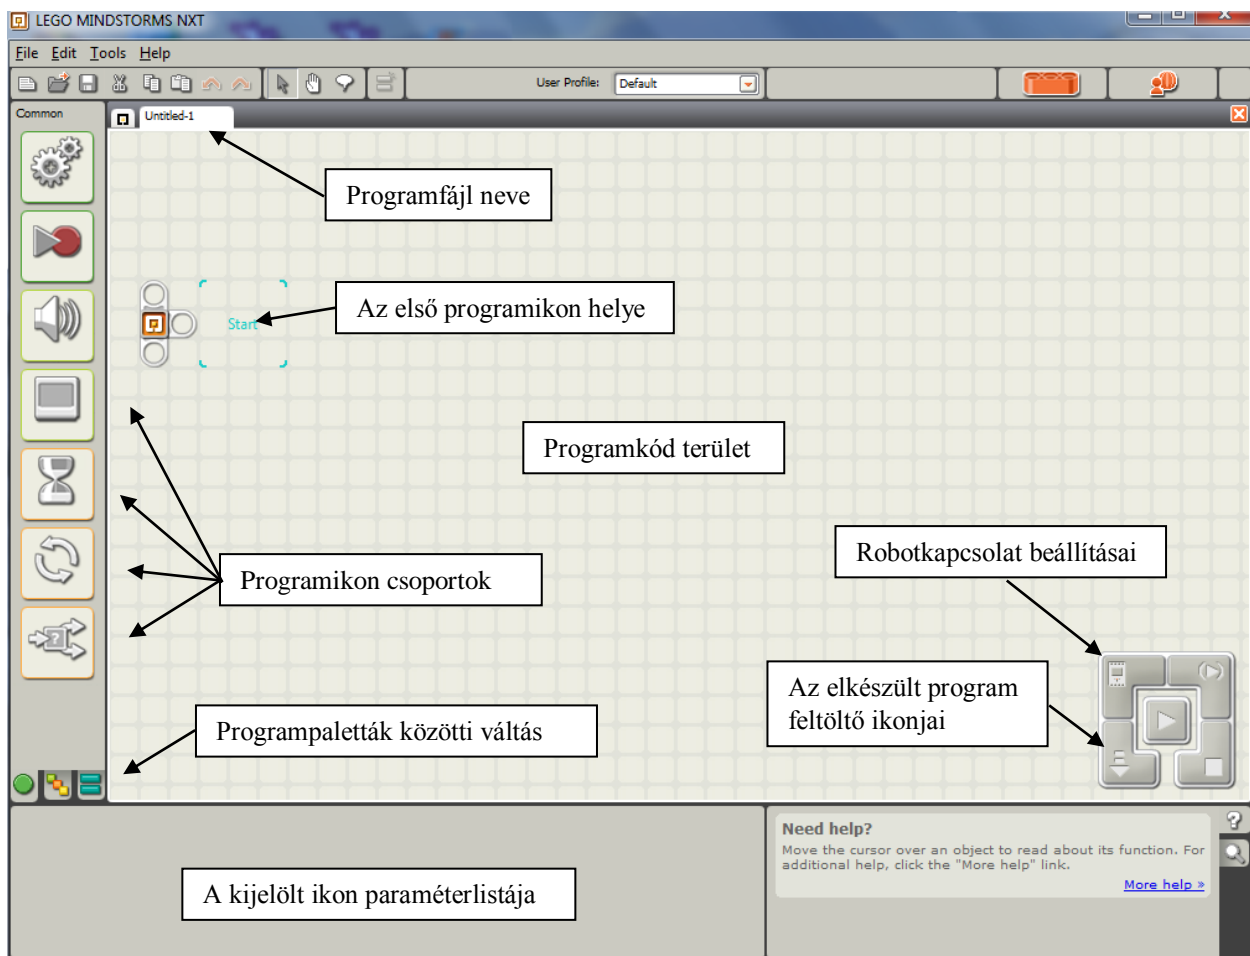 LEGO MINDSTORMS NXT
File Edit Tools Help
User Profile: Default
Common
Untitled-1
Programfájl neve
Az első programikon helye
Start
Programkód terület
Robotkapcsolat beállításai
Programikon csoportok
Az elkészült program
feltöltő ikonjai
Programpaletták közötti váltás
Need help?
Move the cursor over an object to read about its function. For
additional help, click the "More help" link.
More help »
A kijelölt ikon paraméterlistája